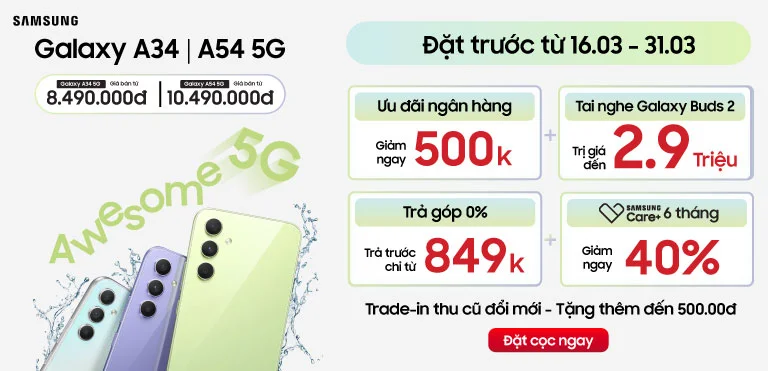 SAMSUNG
Galaxy A34 | A54 5G
Galaxy A34 5G Giá bán từ
8.490.000đ
Galaxy A54 5G Giá bán từ
10.490.000đ
Awesome 5G
Đặt trước từ 16.03 - 31.03
Ưu đãi ngân hàng
Giảm ngay 500k
+
Tai nghe Galaxy Buds 2
Trị giá đến 2.9 Triệu
Trả góp 0%
Trả trước chỉ từ 849k
+
SAMSUNG Care+ 6 tháng
Giảm ngay 40%
Trade-in thu cũ đổi mới - Tặng thêm đến 500.00đ
Đặt cọc ngay